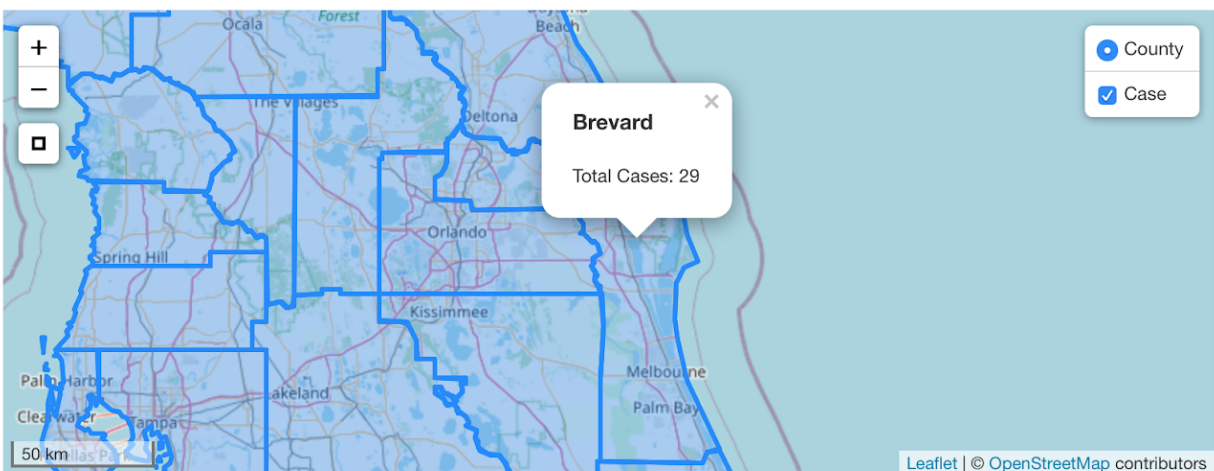 Ocala
Forest
Beach
County
Case
The Villages
Deltona
Brevard
Total Cases: 29
Orlando
Spring Hill
Kissimmee
Palm Harbor
Lakeland
Melbourne
Clearwater
Tampa
Palm Bay
50 km
Leaflet | © OpenStreetMap contributors